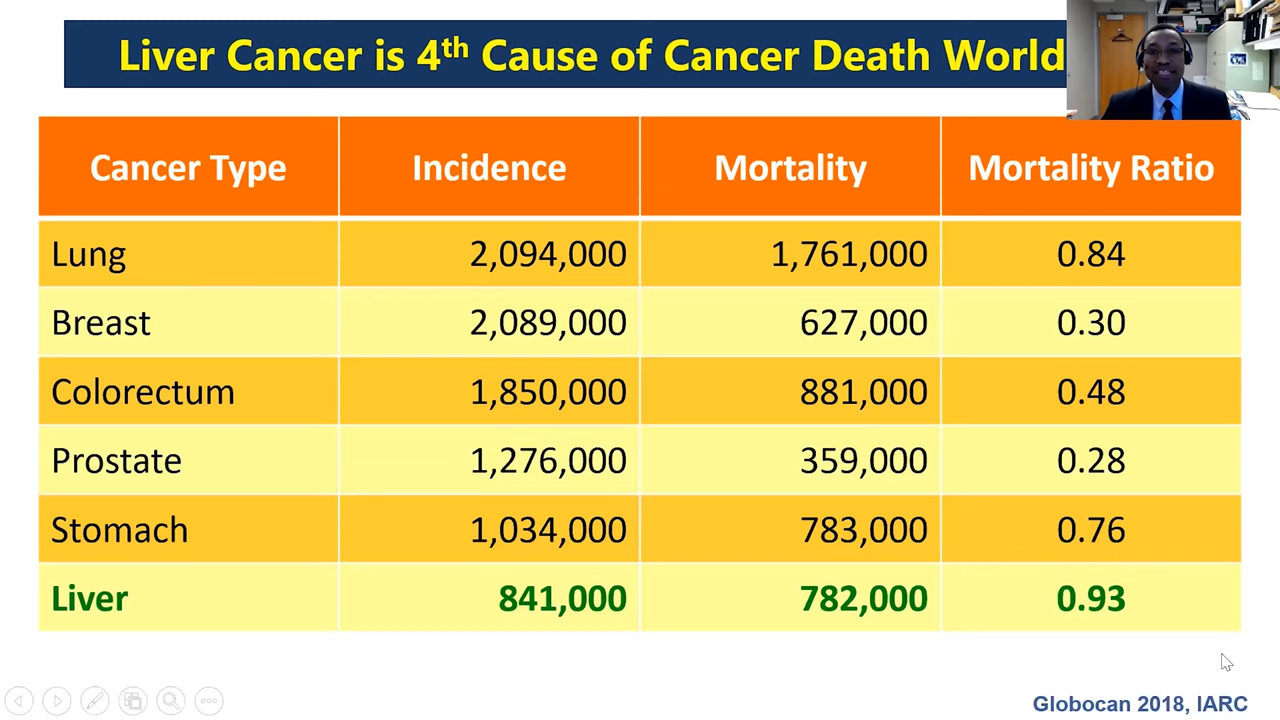 Liver Cancer is 4th Cause of Cancer Death World
Cancer Type Incidence Mortality Mortality Ratio
Lung 2,094,000 1,761,000 0.84
Breast 2,089,000 627,000 0.30
Colorectum 1,850,000 881,000 0.48
Prostate 1,276,000 359,000 0.28
Stomach 1,034,000 783,000 0.76
Liver 841,000 782,000 0.93
Globocan 2018, IARC